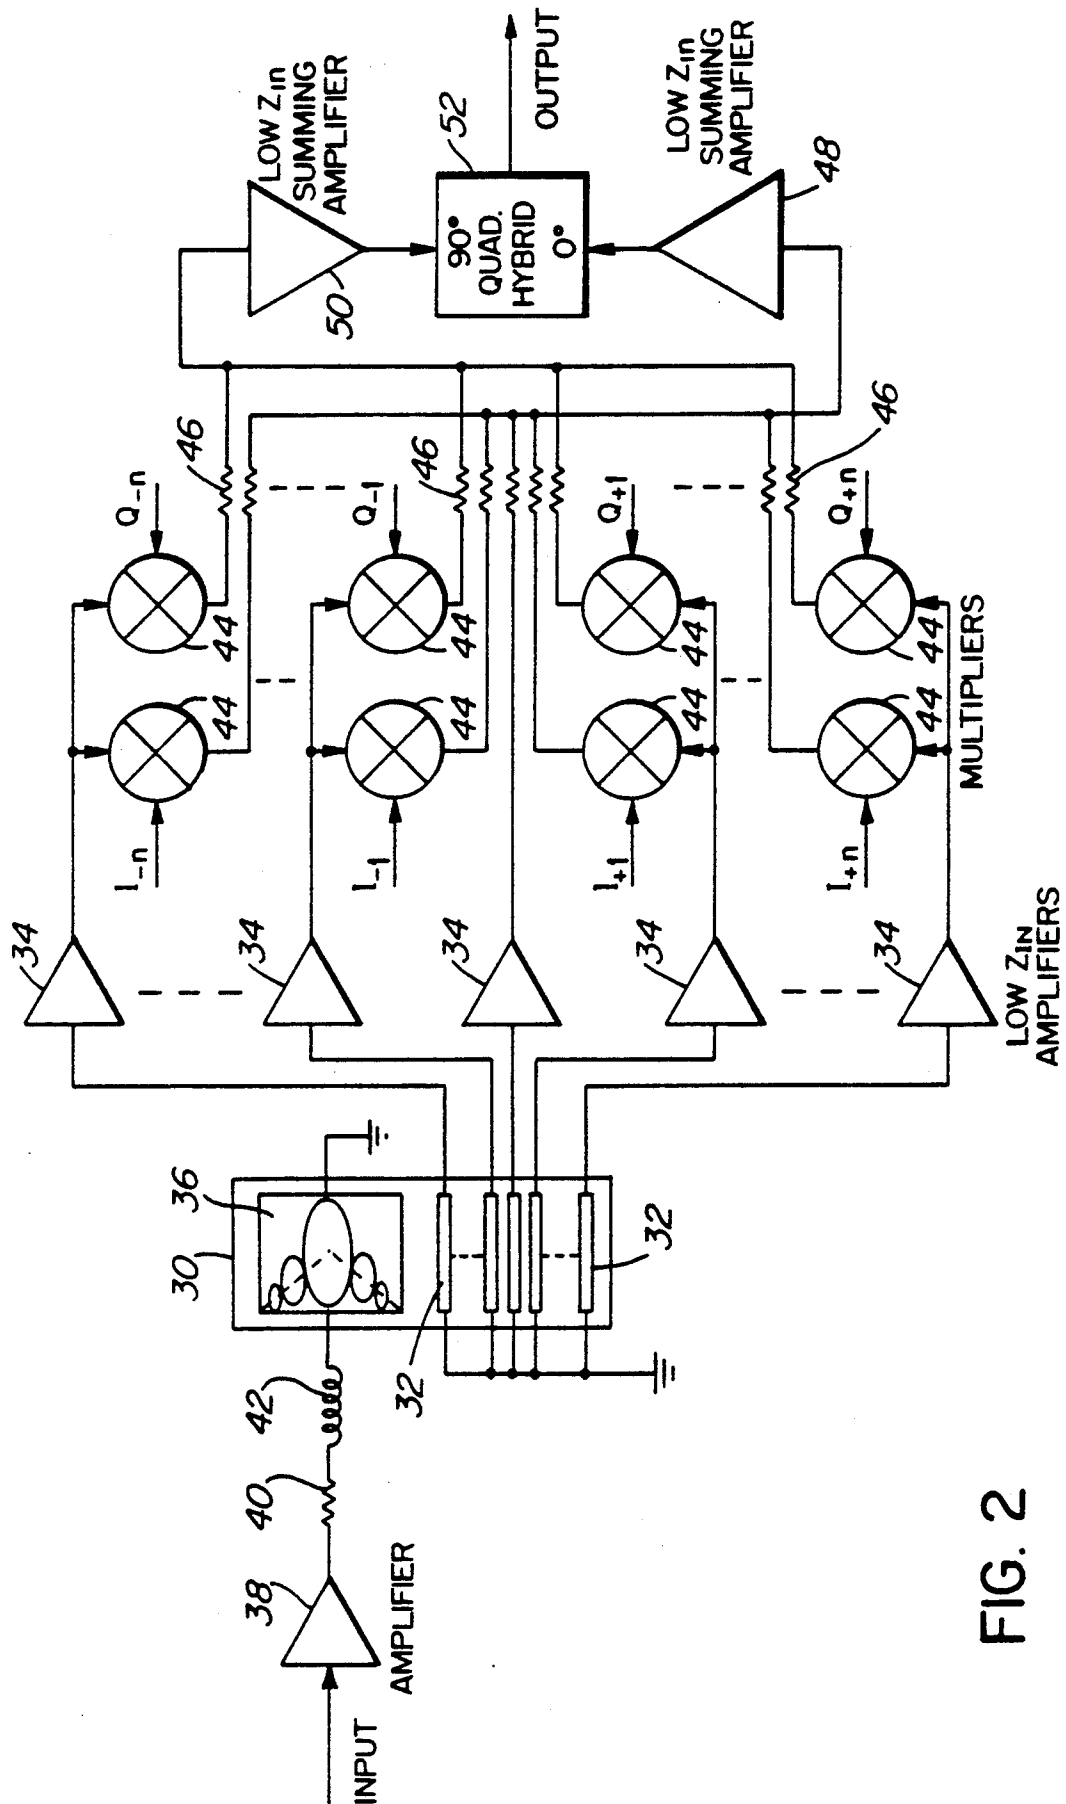 INPUT
AMPLIFIER
38
40
42
30
36
32
32
34
34
34
34
34
LOW ZIN
AMPLIFIERS
I-n
I-1
I+1
I+n
44
44
44
44
44
44
44
44
MULTIPLIERS
Q-n
Q-1
Q+1
Q+n
46
46
46
50
LOW Zin
SUMMING
AMPLIFIER
52
90°
QUAD.
HYBRID
0°
OUTPUT
LOW Zin
SUMMING
AMPLIFIER
48
FIG. 2